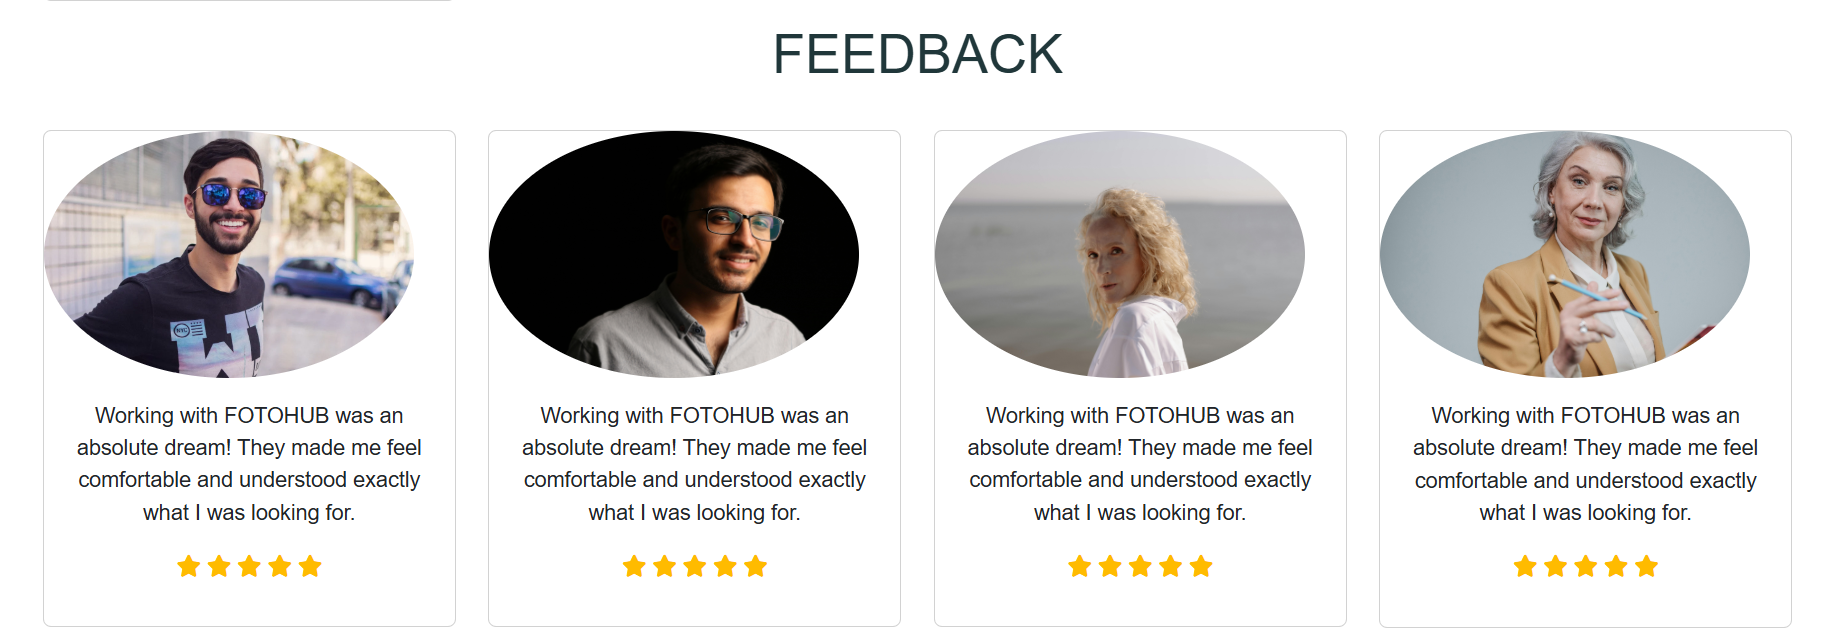 FEEDBACK
Working with FOTOHUB was an
absolute dream! They made me feel
comfortable and understood exactly
what I was looking for.
Working with FOTOHUB was an
absolute dream! They made me feel
comfortable and understood exactly
what I was looking for.
Working with FOTOHUB was an
absolute dream! They made me feel
comfortable and understood exactly
what I was looking for.
Working with FOTOHUB was an
absolute dream! They made me feel
comfortable and understood exactly
what I was looking for.